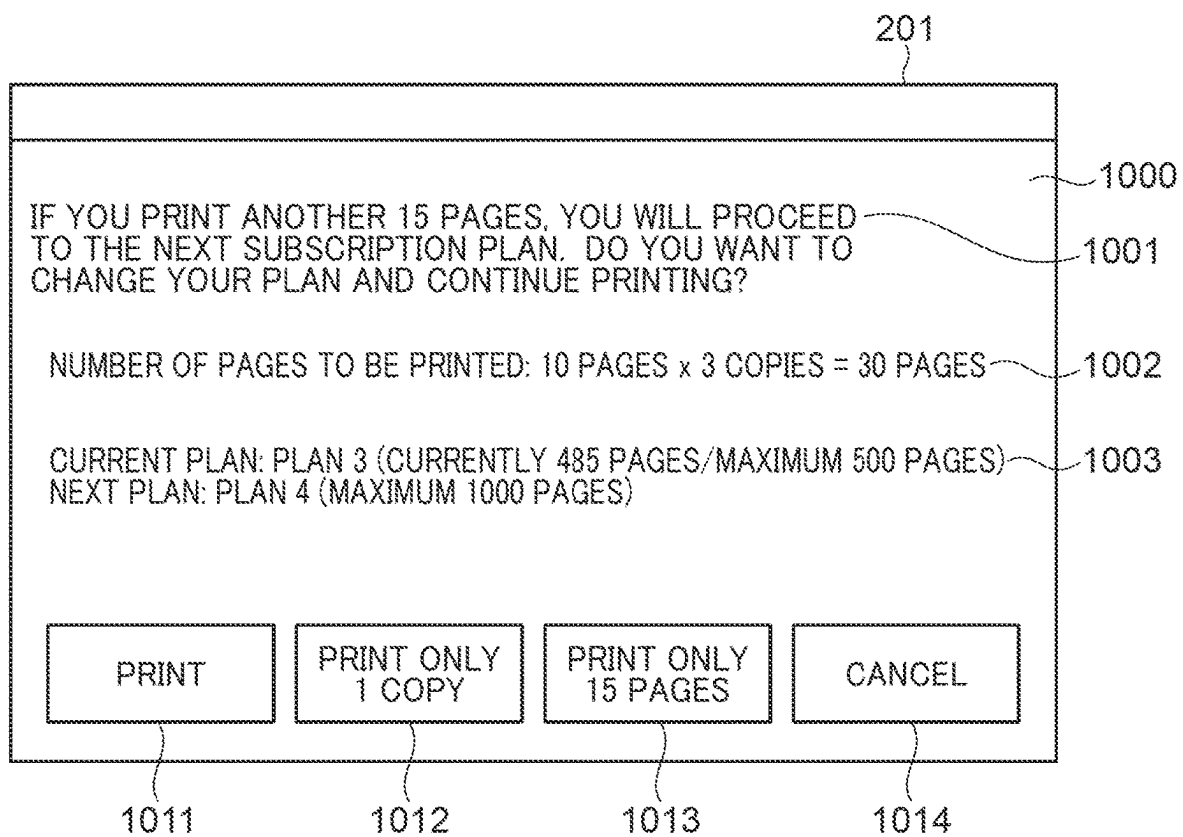 201
1000
IF YOU PRINT ANOTHER 15 PAGES, YOU WILL PROCEED
TO THE NEXT SUBSCRIPTION PLAN. DO YOU WANT TO
CHANGE YOUR PLAN AND CONTINUE PRINTING?
1001
NUMBER OF PAGES TO BE PRINTED: 10 PAGES x 3 COPIES = 30 PAGES
1002
CURRENT PLAN: PLAN 3 (CURRENTLY 485 PAGES/MAXIMUM 500 PAGES)
1003
NEXT PLAN: PLAN 4 (MAXIMUM 1000 PAGES)
PRINT
PRINT ONLY
1 COPY
PRINT ONLY
15 PAGES
CANCEL
1011
1012
1013
1014